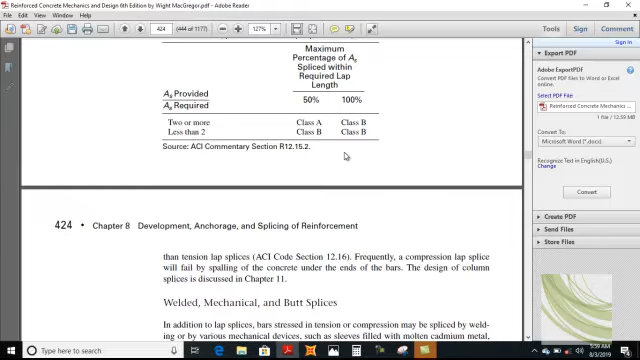 Reinforced Concrete Mechanics and Design 6th Edition by Wight MacGregor.pdf - Adobe Reader
File Edit View Window Help
424 (444 of 1177) 127%
Tools Sign Comment
Sign In
Export PDF
Adobe ExportPDF
Convert PDF files to Word or Excel online.
Select PDF File:
Reinforced Concrete Mechanics and Design...
1 file / 12.59 MB
Convert To:
Microsoft Word (*.docx)
Recognize Text in English(U.S.)
Change
Convert
Create PDF
Send Files
Store Files
Maximum
Percentage of As
Spliced within
Required Lap
Length
As Provided
As Required
50% 100%
Two or more Class A Class B
Less than 2 Class B Class B
Source: ACI Commentary Section R12.15.2.
424 • Chapter 8 Development, Anchorage, and Splicing of Reinforcement
than tension lap splices (ACI Code Section 12.16). Frequently, a compression lap splice
will fail by spalling of the concrete under the ends of the bars. The design of column
splices is discussed in Chapter 11.
Welded, Mechanical, and Butt Splices
In addition to lap splices, bars stressed in tension or compression may be spliced by weld-
ing or by various mechanical devices, such as sleeves filled with molten cadmium metal,
Type here to search
5:59 AM
8/3/2019